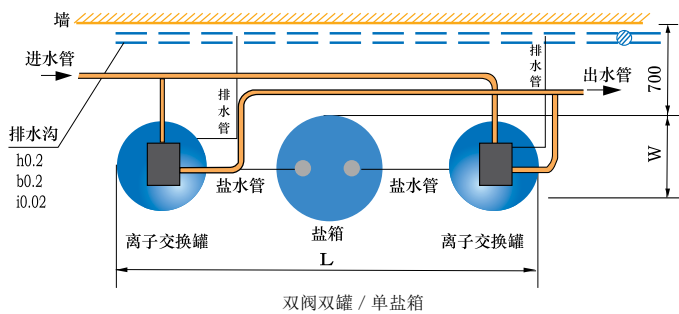 墙
进水管
排水管
排水管
出水管
700
排水沟
h0.2
b0.2
i0.02
盐水管
盐水管
W
离子交换罐
盐箱
离子交换罐
L
双阀双罐 / 单盐箱